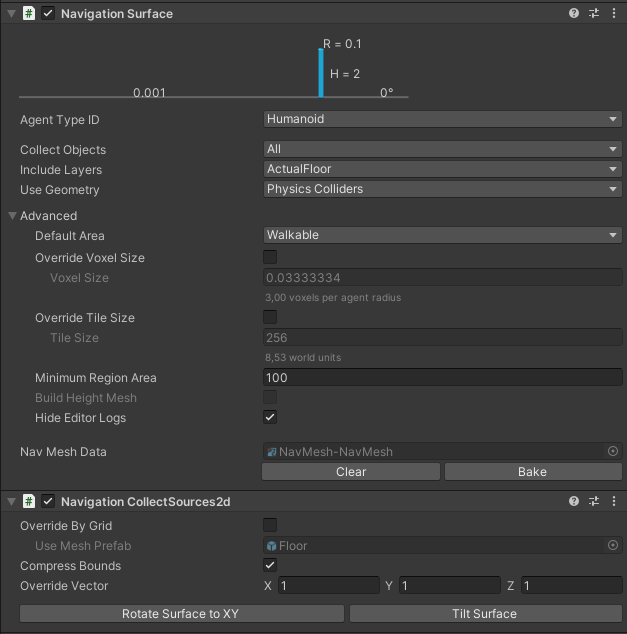 Navigation Surface
R = 0.1
H = 2
0.001 0°
Agent Type ID Humanoid
Collect Objects All
Include Layers ActualFloor
Use Geometry Physics Colliders
Advanced
Default Area Walkable
Override Voxel Size
Voxel Size 0.03333334
3,00 voxels per agent radius
Override Tile Size
Tile Size 256
8,53 world units
Minimum Region Area 100
Build Height Mesh
Hide Editor Logs
Nav Mesh Data NavMesh-NavMesh
Clear Bake
Navigation CollectSources2d
Override By Grid
Use Mesh Prefab Floor
Compress Bounds
Override Vector X 1 Y 1 Z 1
Rotate Surface to XY Tilt Surface